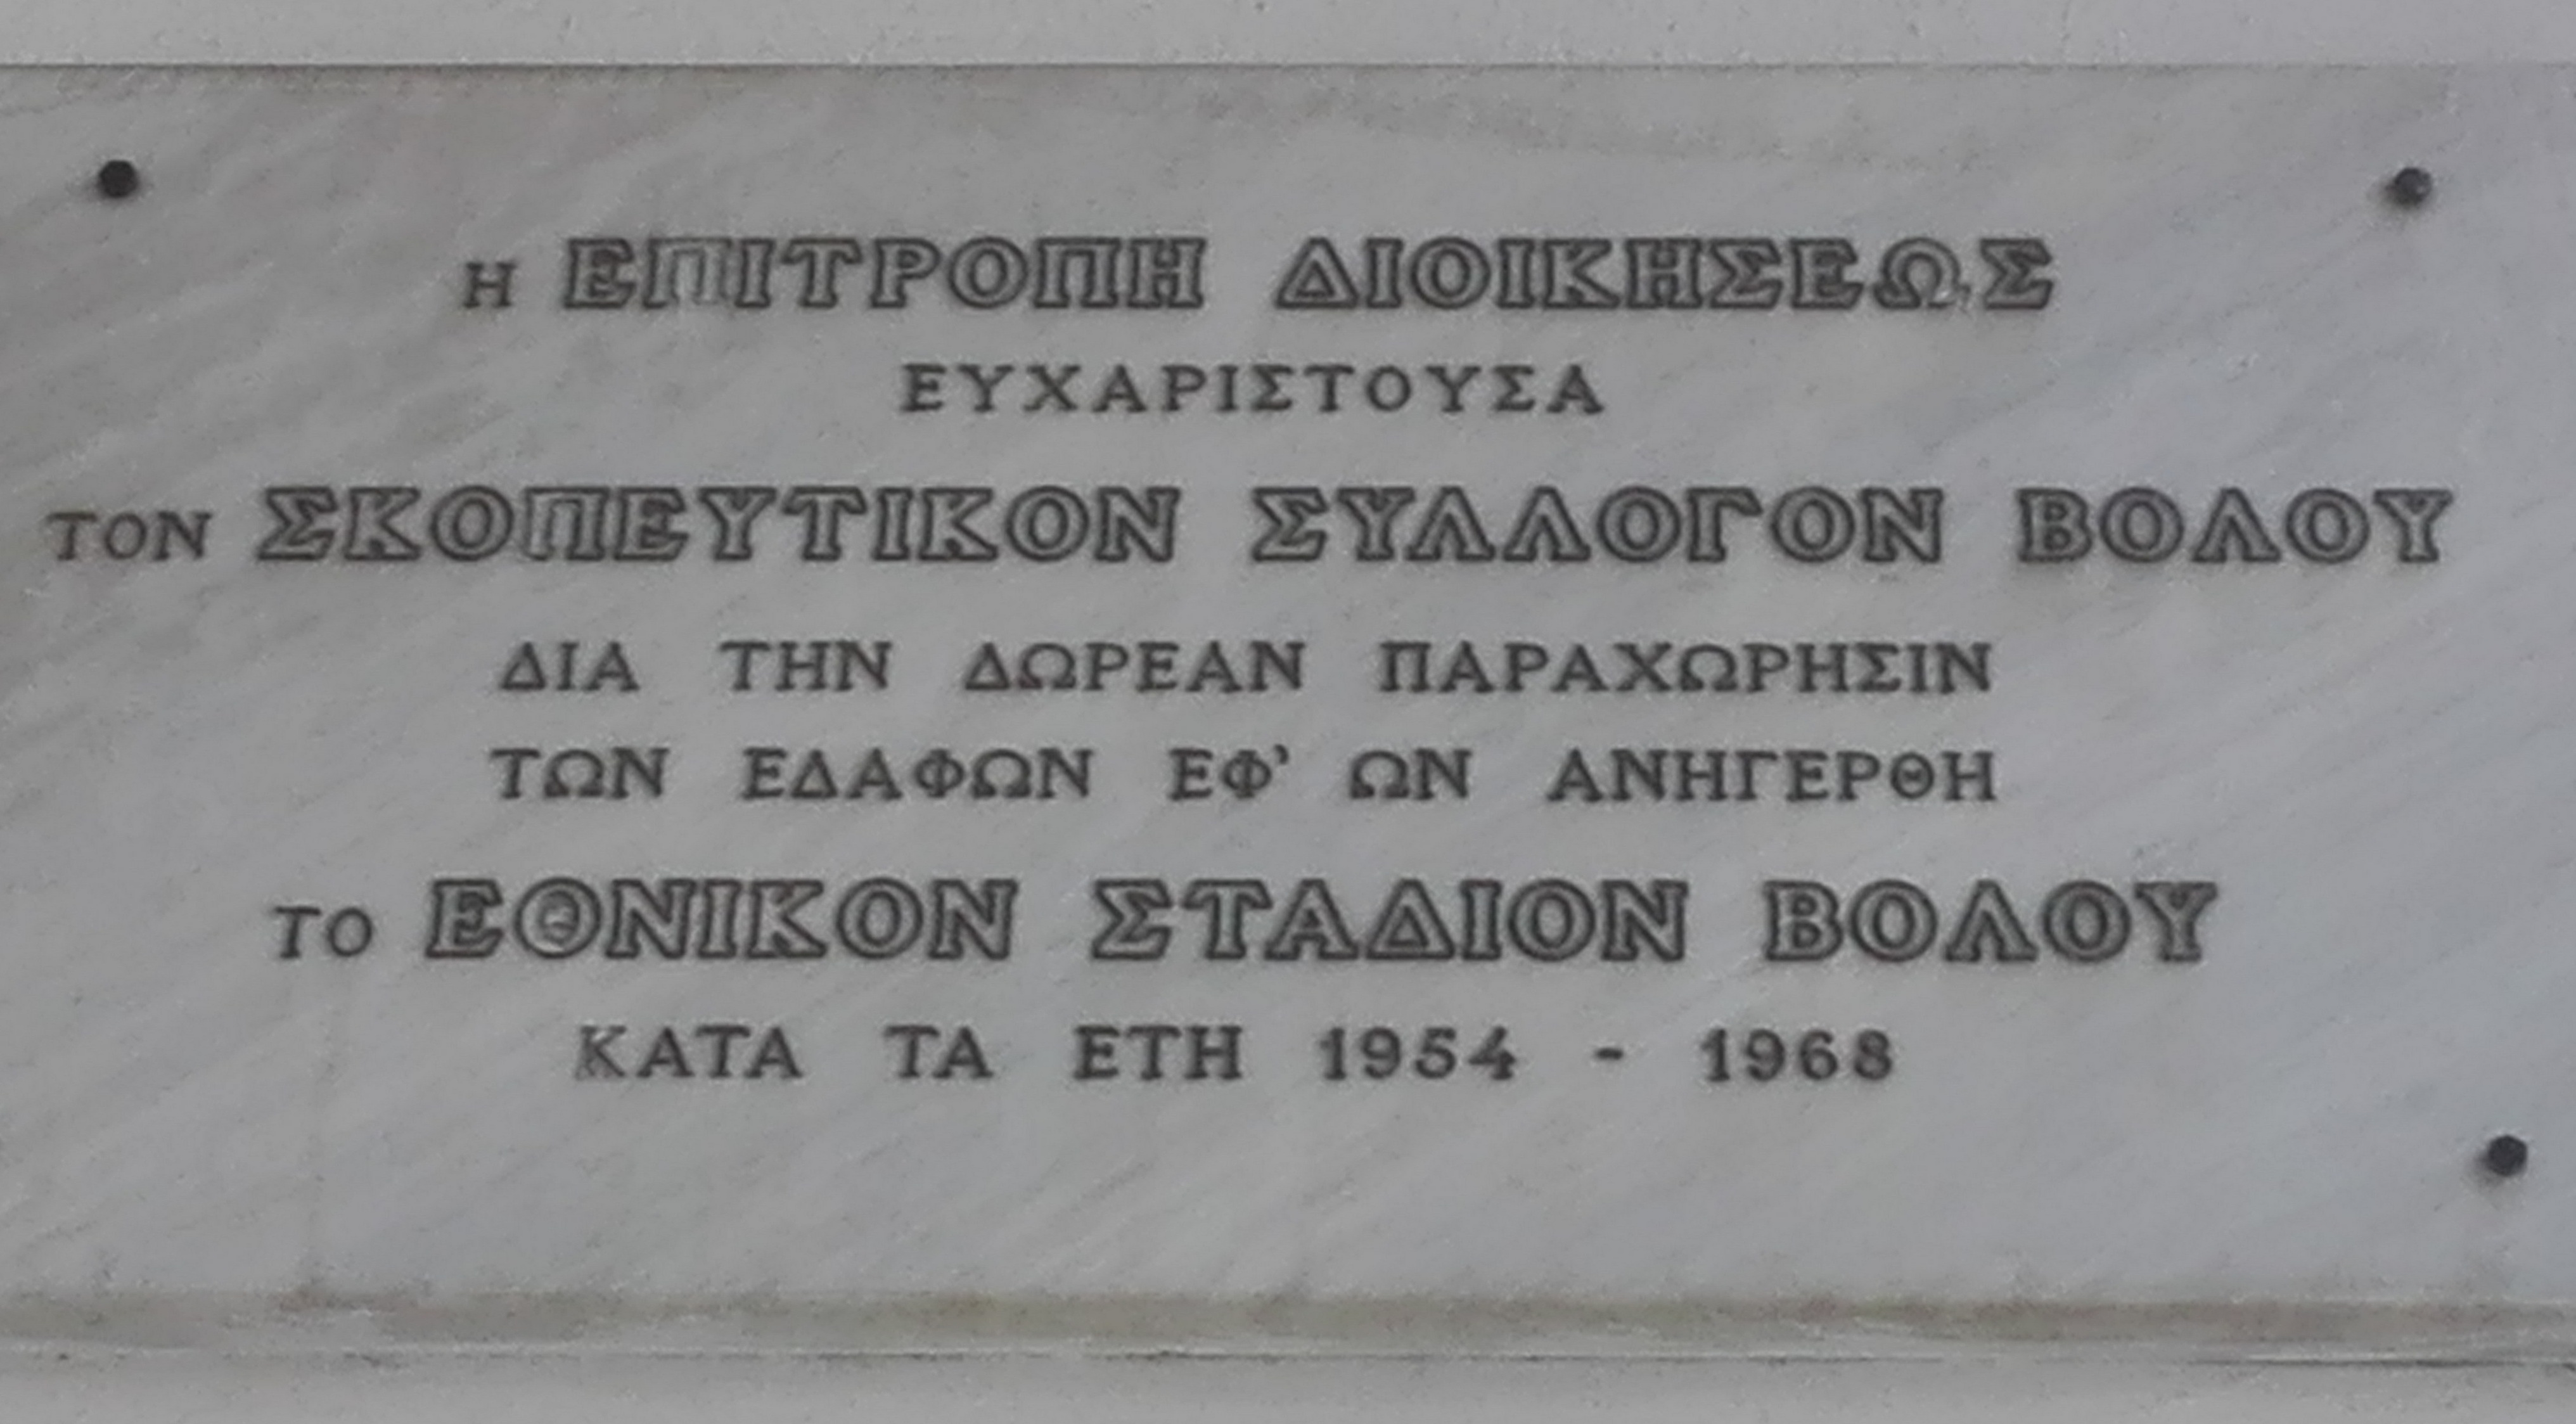 Η ΕΠΙΤΡΟΠΗ ΔΙΟΙΚΗΣΕΩΣ
ΕΥΧΑΡΙΣΤΟΥΣΑ
ΤΟΝ ΣΚΟΠΕΥΤΙΚΟΝ ΣΥΛΛΟΓΟΝ ΒΟΛΟΥ
ΔΙΑ ΤΗΝ ΔΩΡΕΑΝ ΠΑΡΑΧΩΡΗΣΙΝ
ΤΩΝ ΕΔΑΦΩΝ ΕΦ' ΩΝ ΑΝΗΓΕΡΘΗ
ΤΟ ΕΘΝΙΚΟΝ ΣΤΑΔΙΟΝ ΒΟΛΟΥ
ΚΑΤΑ ΤΑ ΕΤΗ 1954 - 1968